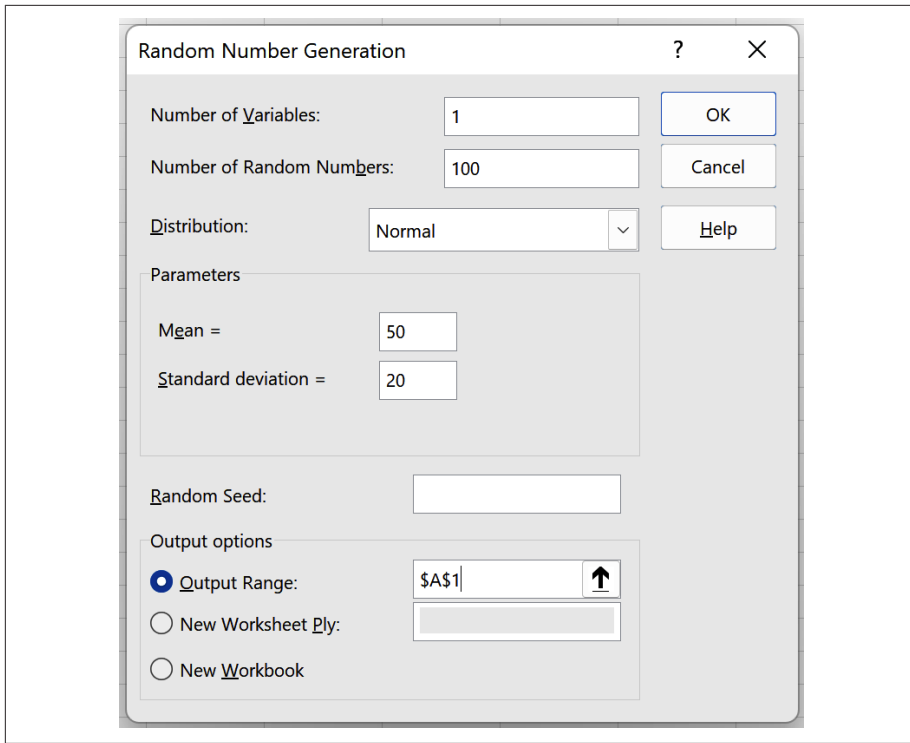 Random Number Generation ?
Number of Variables: 1 OK
Number of Random Numbers: 100 Cancel
Distribution: Normal Help
Parameters
Mean = 50
Standard deviation = 20
Random Seed:
Output options
Output Range: $A$1
New Worksheet Ply:
New Workbook